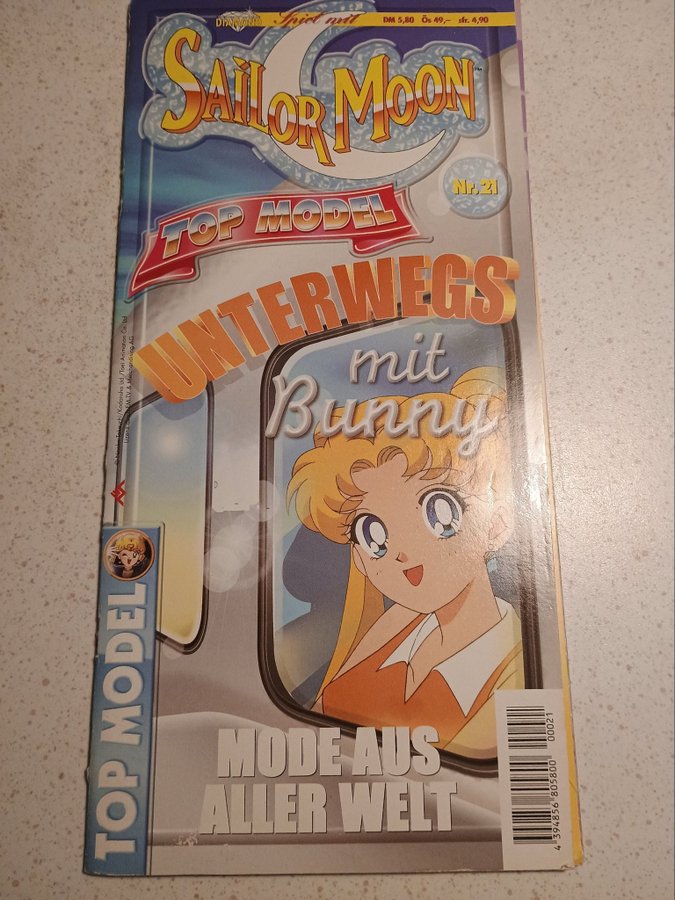 DIAMOND
Spiel mit
DM 5,80 Ös 49,– sfr. 4,90
SAILOR MOON
Nr. 21
TOP MODEL
UNTERWEGS
mit
Bunny
TOP MODEL
MODE AUS
ALLER WELT
00021
4 394856 805800